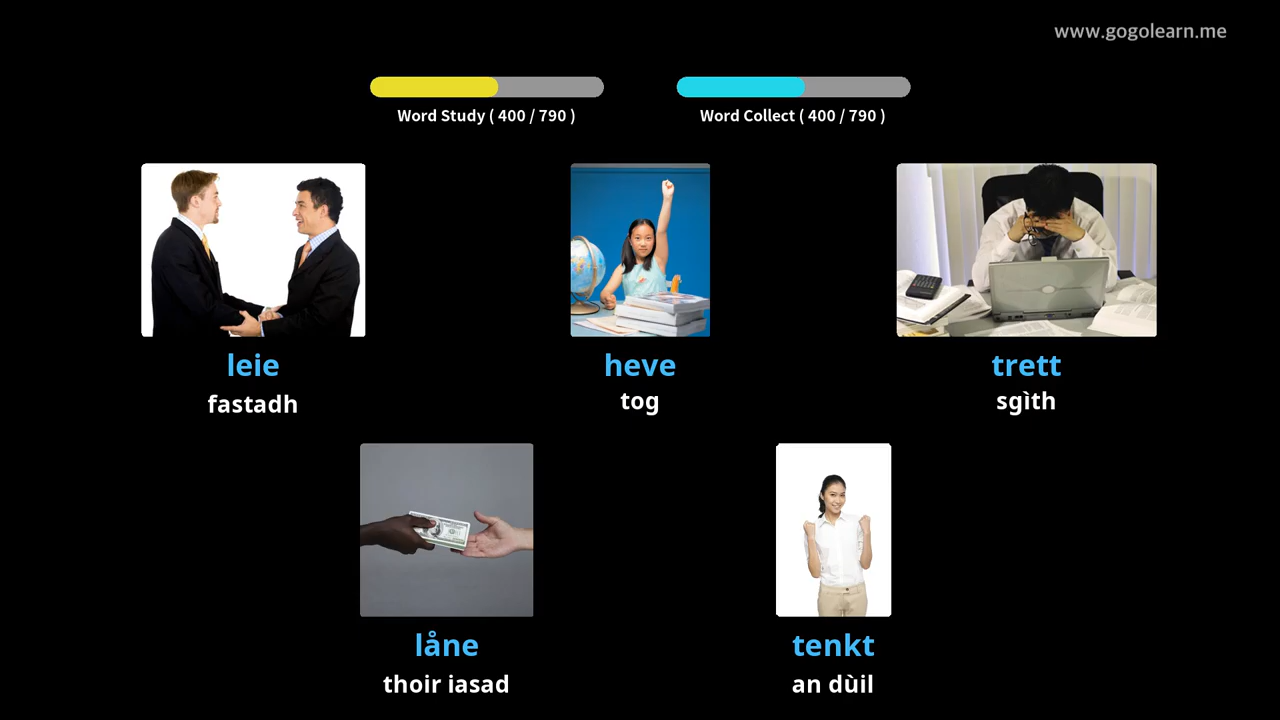 www.gogolearn.me
Word Study ( 400 / 790 )
Word Collect ( 400 / 790 )
leie
fastadh
heve
tog
trett
sgìth
låne
thoir iasad
tenkt
an dùil